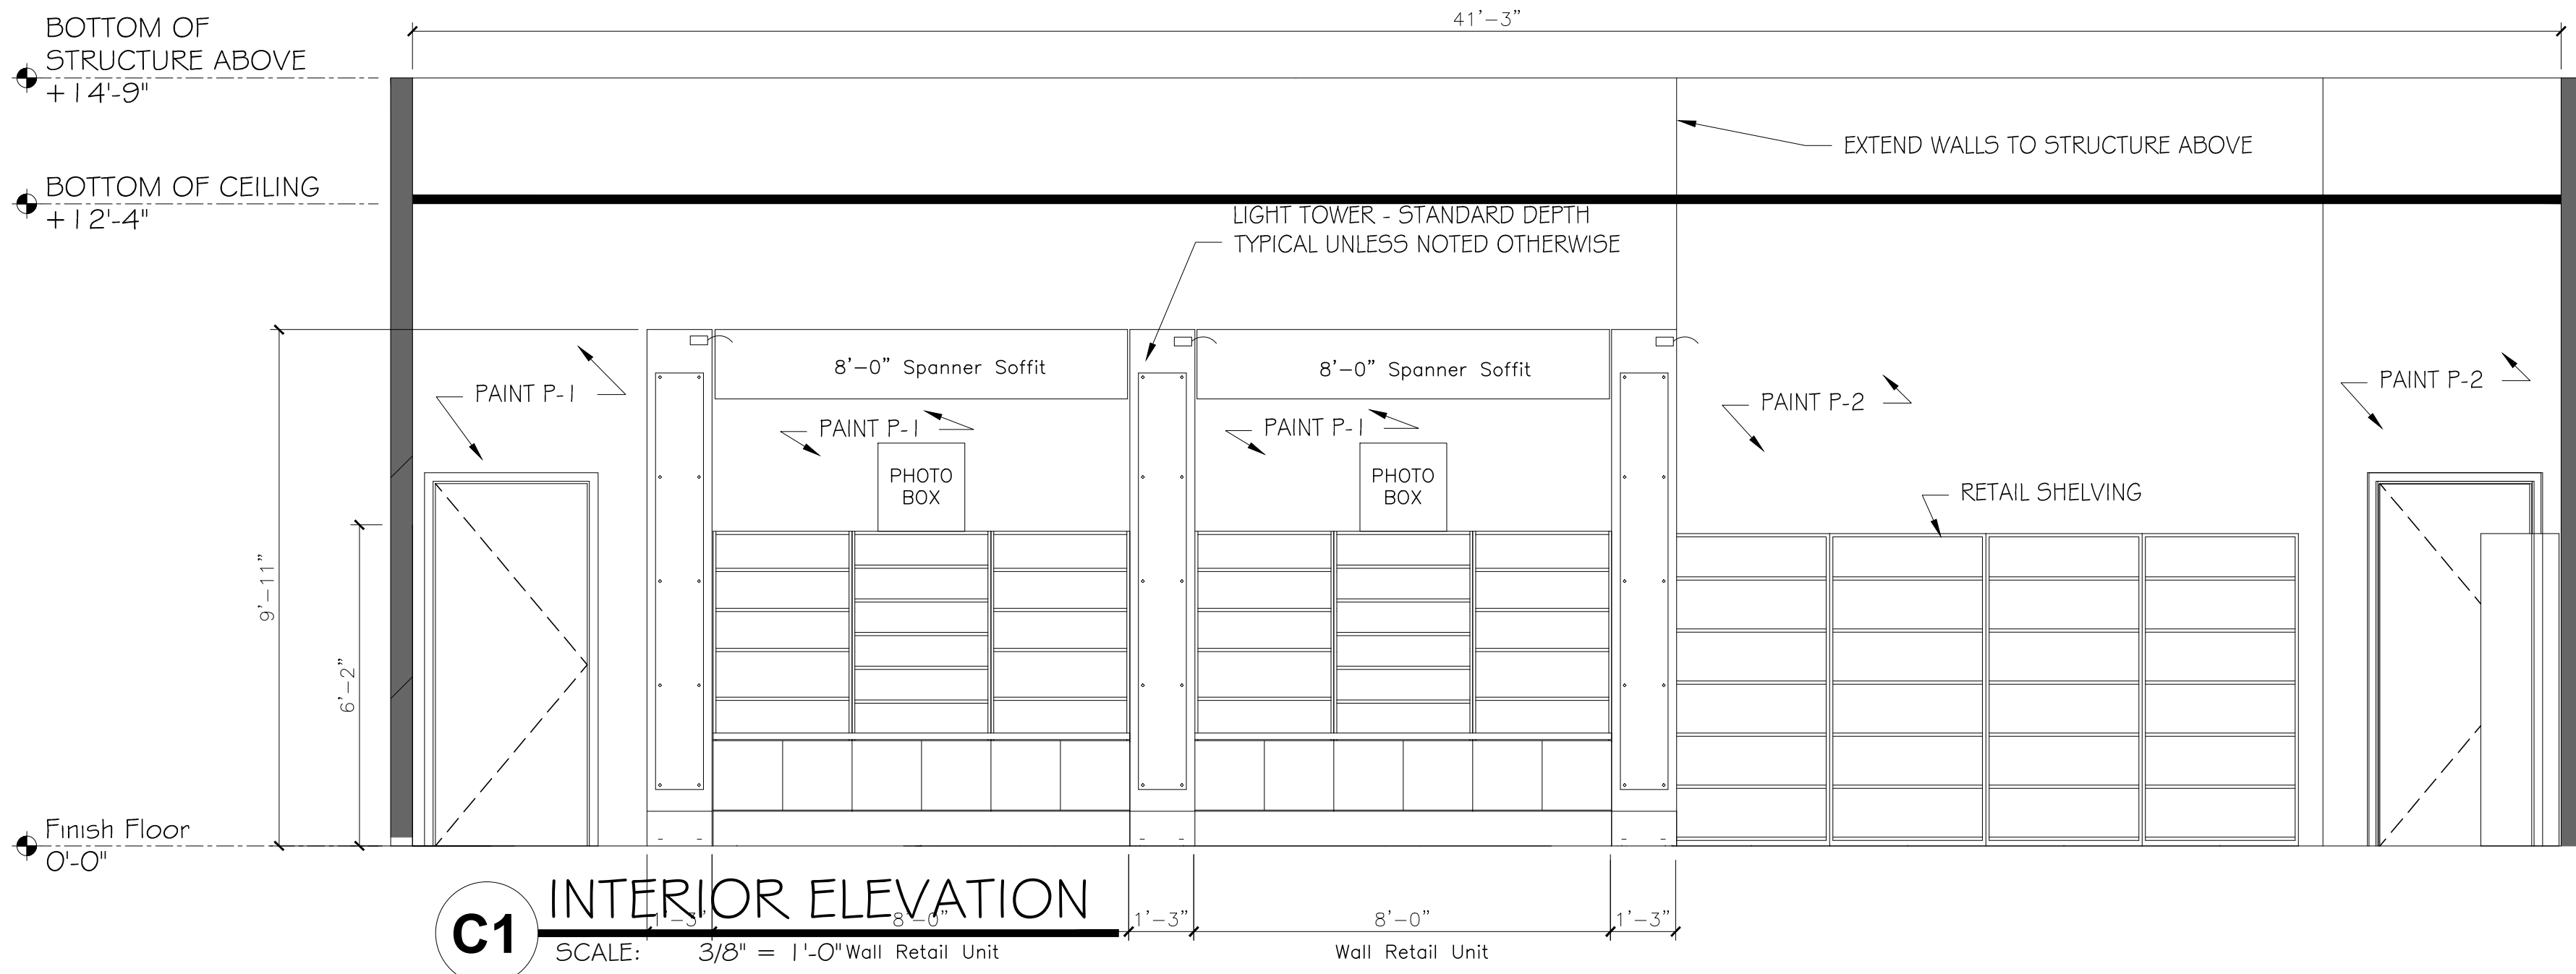 41'-3"
BOTTOM OF
STRUCTURE ABOVE
+14'-9"
EXTEND WALLS TO STRUCTURE ABOVE
BOTTOM OF CEILING
+12'-4"
LIGHT TOWER - STANDARD DEPTH
TYPICAL UNLESS NOTED OTHERWISE
8'-0" Spanner Soffit
8'-0" Spanner Soffit
PAINT P-1
PAINT P-1
PAINT P-1
PAINT P-2
PAINT P-2
PHOTO
BOX
PHOTO
BOX
RETAIL SHELVING
9'-11"
6'-2"
Finish Floor
0'-0"
C1
INTERIOR ELEVATION
SCALE: 3/8" = 1'-0"
1'-3"
8'-0"
Wall Retail Unit
1'-3"
8'-0"
Wall Retail Unit
1'-3"